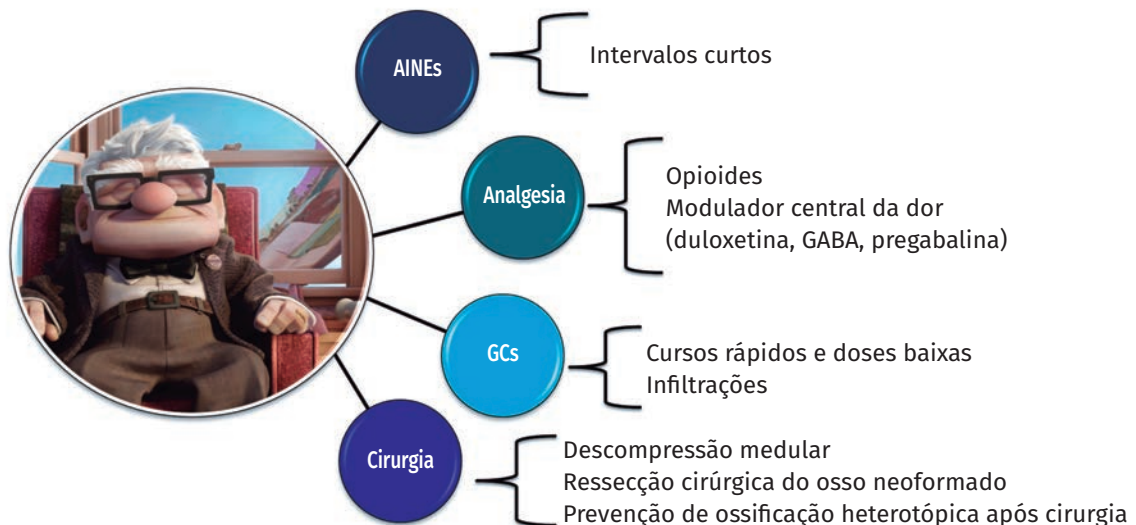 AINEs
Intervalos curtos
Analgesia
Opioides
Modulador central da dor
(duloxetina, GABA, pregabalina)
GCs
Cursos rápidos e doses baixas
Infiltrações
Cirurgia
Descompressão medular
Ressecção cirúrgica do osso neoformado
Prevenção de ossificação heterotópica após cirurgia